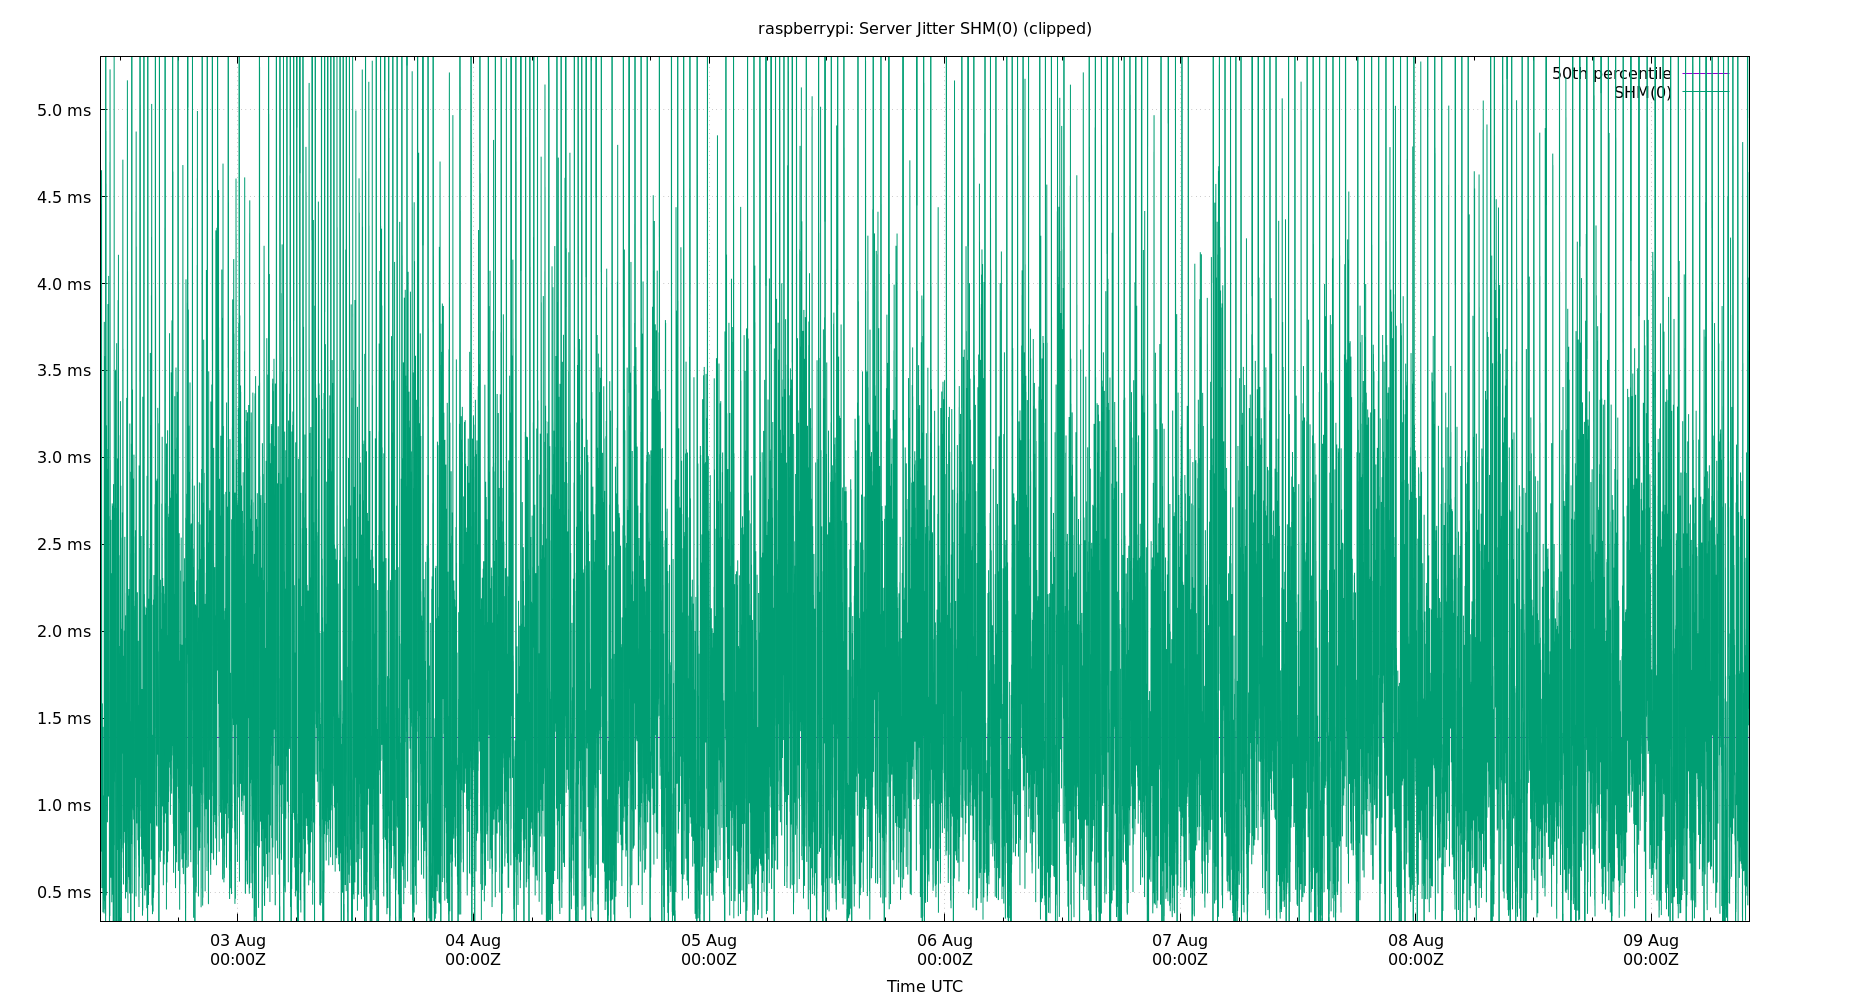 raspberrypi: Server Jitter SHM(0) (clipped)
50th percentile
SHM(0)
5.0 ms
4.5 ms
4.0 ms
3.5 ms
3.0 ms
2.5 ms
2.0 ms
1.5 ms
1.0 ms
0.5 ms
03 Aug 04 Aug 05 Aug 06 Aug 07 Aug 08 Aug 09 Aug
00:00Z 00:00Z 00:00Z 00:00Z 00:00Z 00:00Z 00:00Z
Time UTC